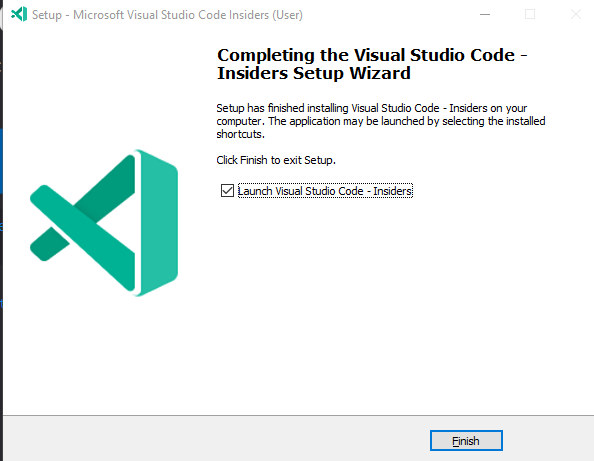 Setup - Microsoft Visual Studio Code Insiders (User)
Completing the Visual Studio Code -
Insiders Setup Wizard
Setup has finished installing Visual Studio Code - Insiders on your
computer. The application may be launched by selecting the installed
shortcuts.
Click Finish to exit Setup.
Launch Visual Studio Code - Insiders
Finish